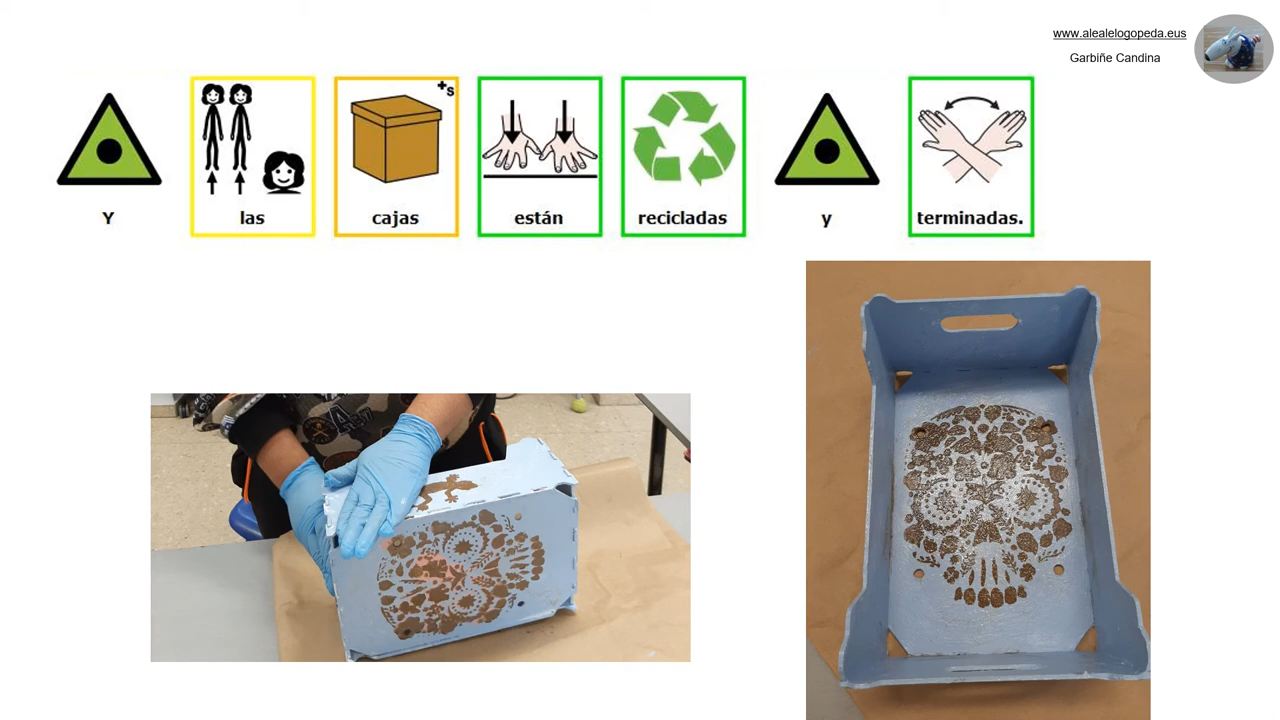 www.alealelogopeda.eus
Garbiñe Candina
+s
Y las cajas están recicladas y terminadas.